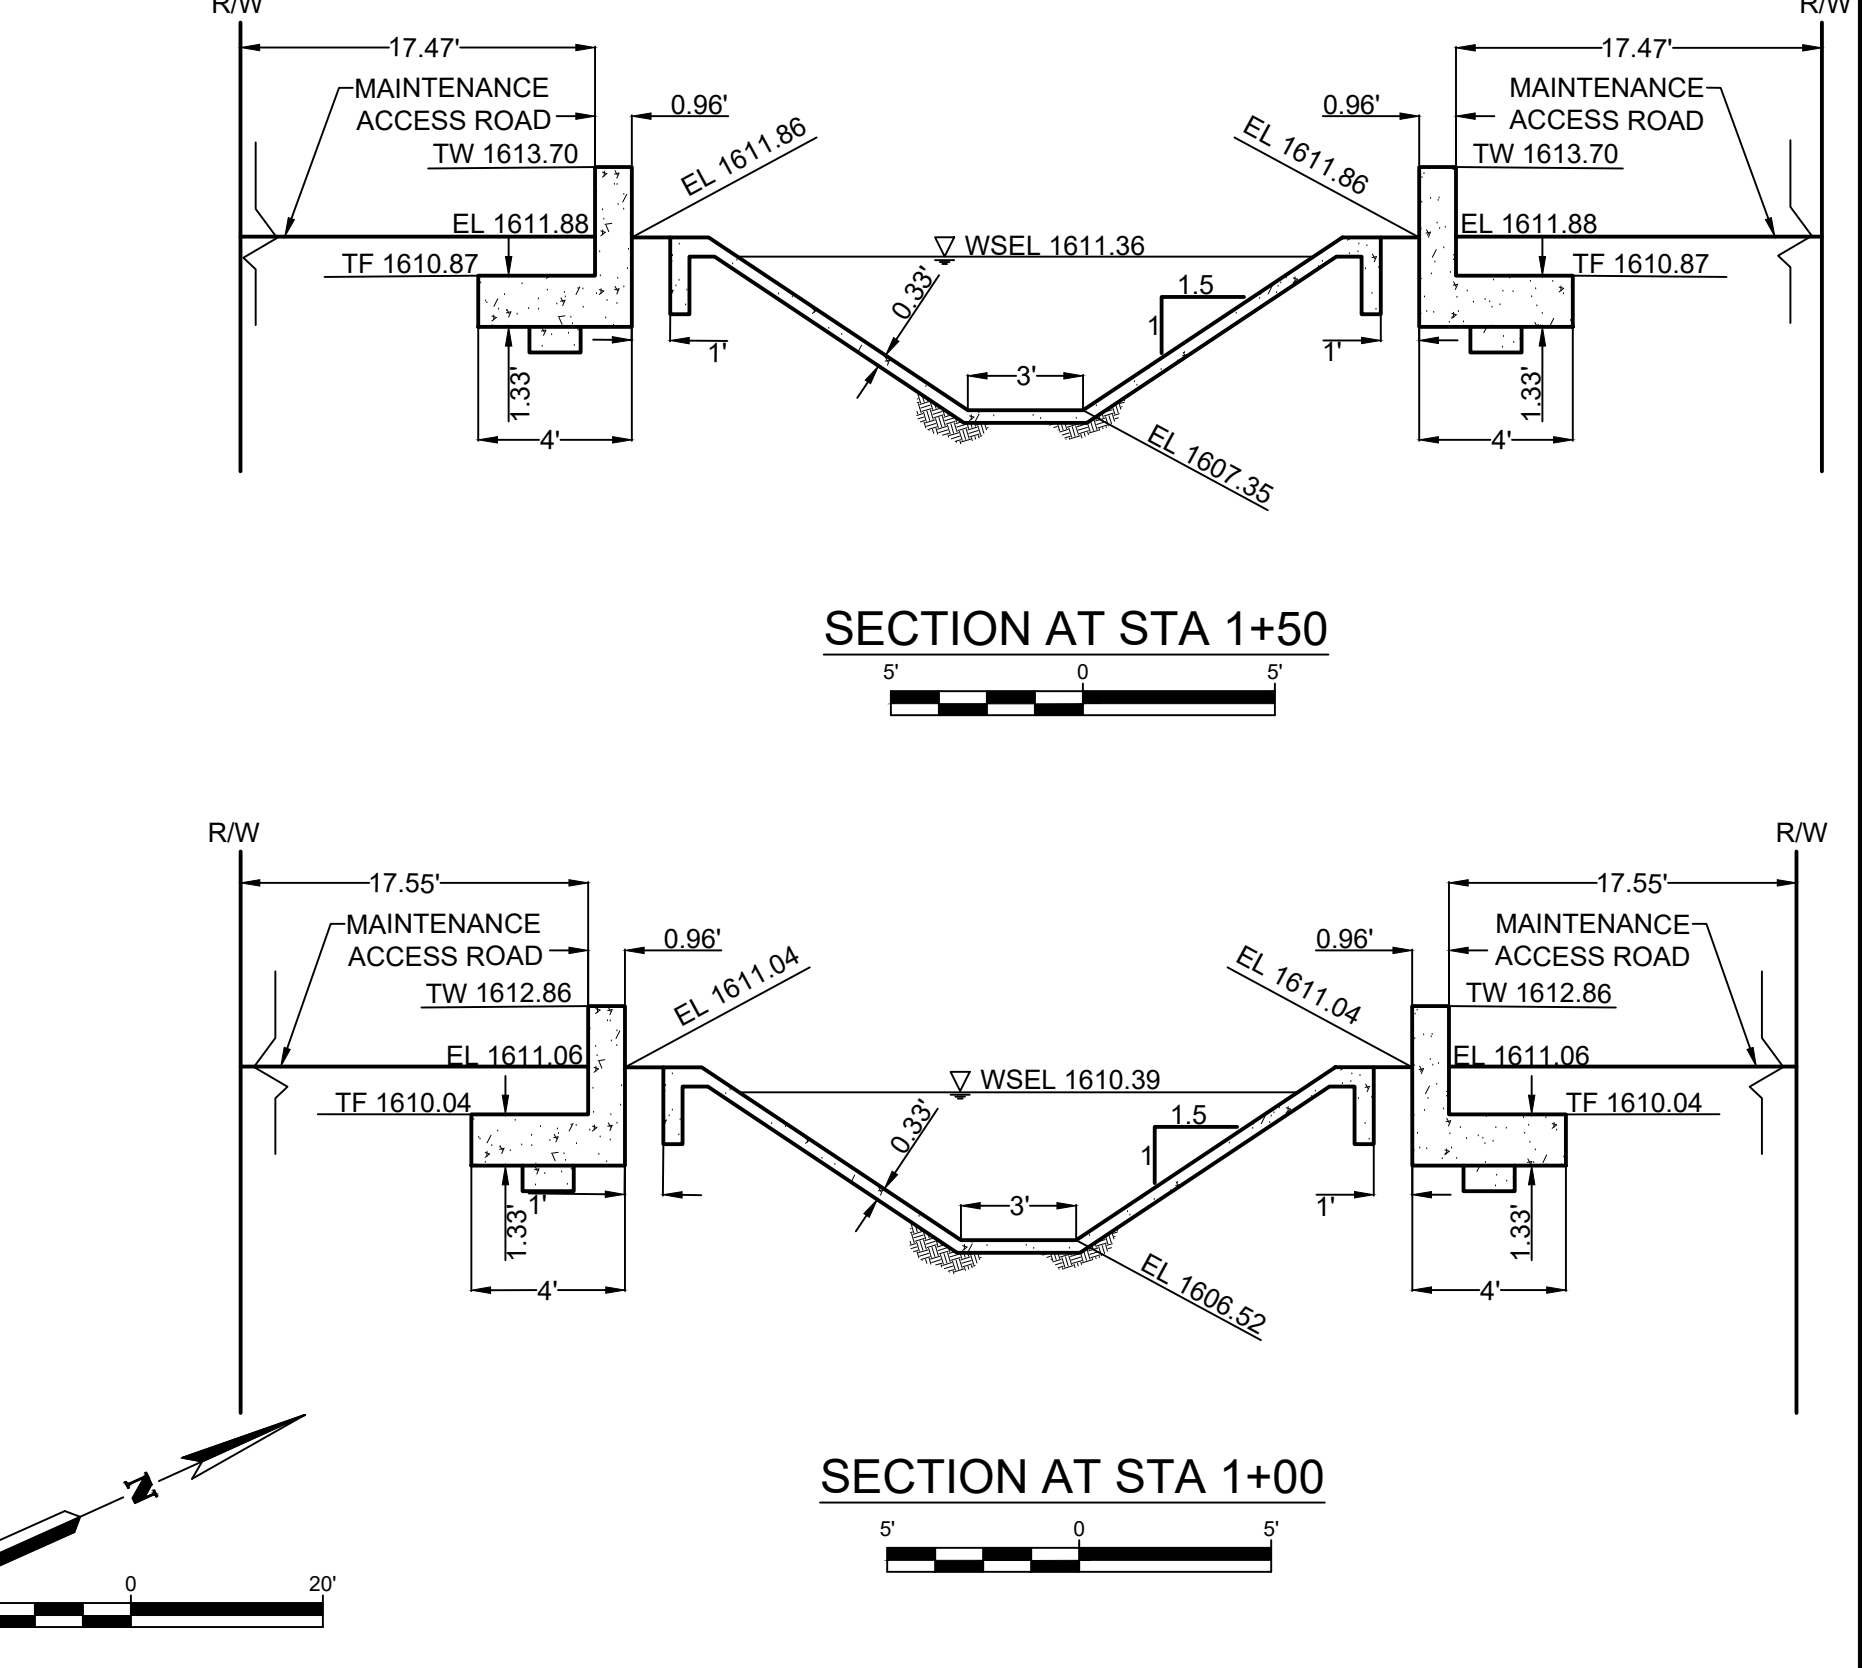 R/W
R/W
17.47'
17.47'
MAINTENANCE
ACCESS ROAD
0.96'
0.96'
MAINTENANCE
ACCESS ROAD
TW 1613.70
EL 1611.86
EL 1611.86
TW 1613.70
EL 1611.88
WSEL 1611.36
EL 1611.88
TF 1610.87
TF 1610.87
0.33'
1.5
1
1'
1'
3'
1.33'
1.33'
4'
4'
EL 1607.35
SECTION AT STA 1+50
5'
0
5'
R/W
R/W
17.55'
17.55'
MAINTENANCE
ACCESS ROAD
0.96'
0.96'
MAINTENANCE
ACCESS ROAD
TW 1612.86
EL 1611.04
EL 1611.04
TW 1612.86
EL 1611.06
WSEL 1610.39
EL 1611.06
TF 1610.04
TF 1610.04
0.33'
1.5
1
1'
1'
3'
1.33'
1.33'
4'
4'
EL 1606.52
N
SECTION AT STA 1+00
5'
0
5'
0
20'